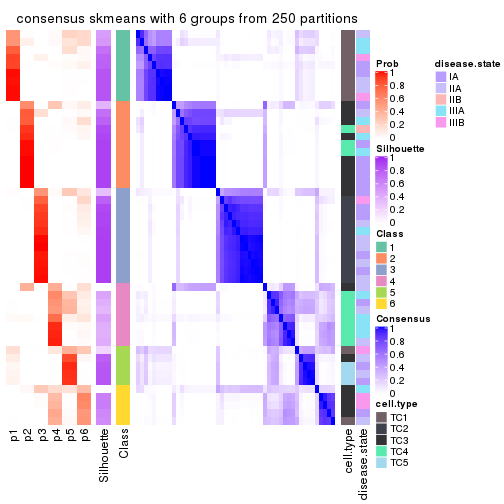 consensus skmeans with 6 groups from 250 partitions
Prob
1
0.8
0.6
0.4
0.2
0
disease.state
IA
IIA
IIB
IIIA
IIIB
Silhouette
1
0.8
0.6
0.4
0.2
0
Class
1
2
3
4
5
6
Consensus
1
0.8
0.6
0.4
0.2
0
cell.type
TC1
TC2
TC3
TC4
TC5
p1
p2
p3
p4
p5
p6
Silhouette
Class
cell.type
disease.state